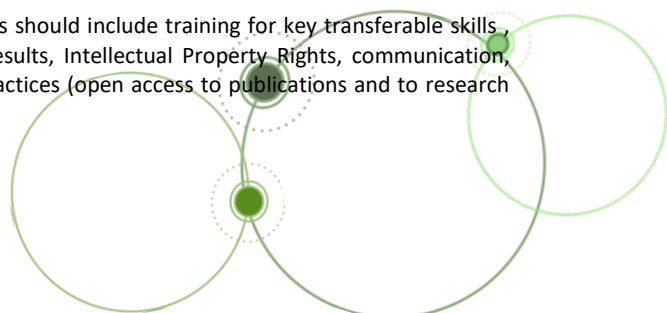 s should include training for key transferable skills ,
esults, Intellectual Property Rights, communication,
actices (open access to publications and to research